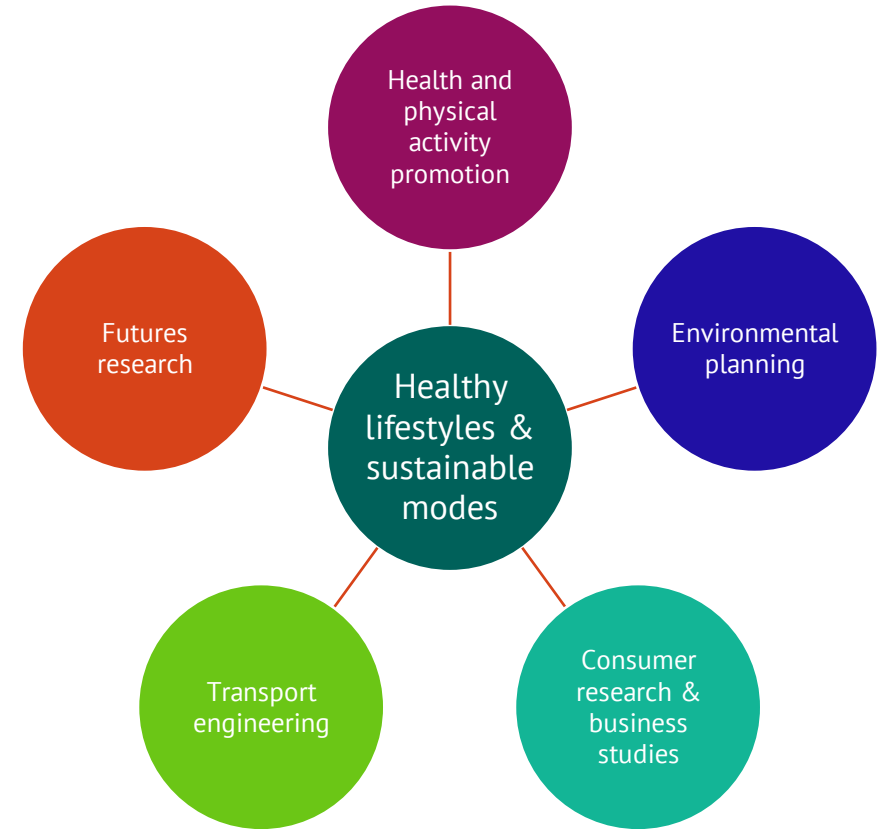 Health and
physical
activity
promotion
Futures
research
Environmental
planning
Healthy
lifestyles &
sustainable
modes
Transport
engineering
Consumer
research &
business
studies